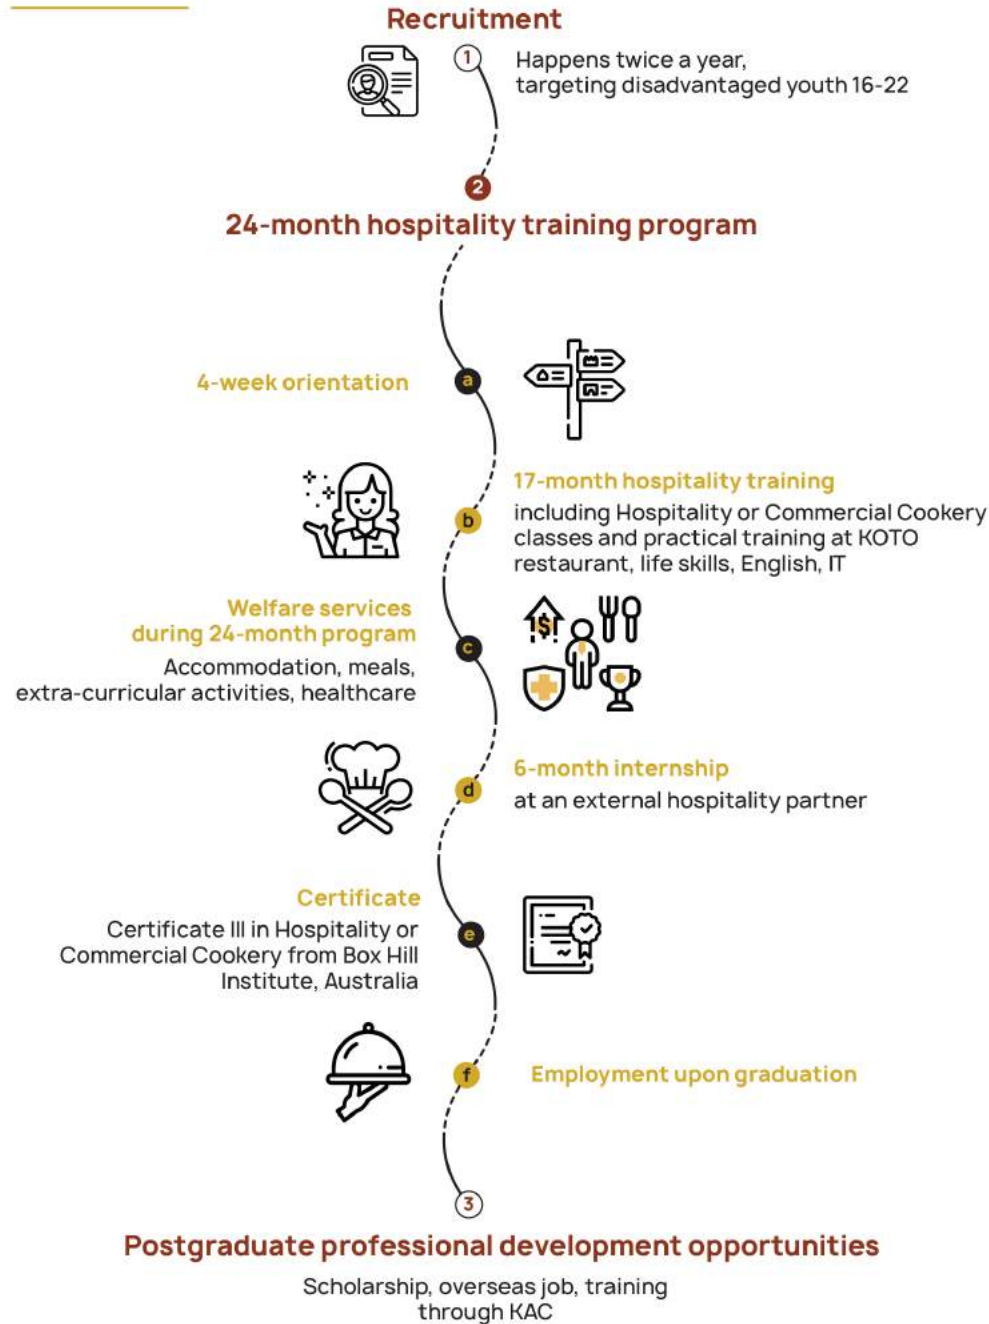 Recruitment
1
Happens twice a year,
targeting disadvantaged youth 16-22
2
24-month hospitality training program
4-week orientation
a
17-month hospitality training
b
including Hospitality or Commercial Cookery
classes and practical training at KOTO
restaurant, life skills, English, IT
Welfare services
during 24-month program
c
Accommodation, meals,
extra-curricular activities, healthcare
$
6-month internship
d
at an external hospitality partner
Certificate
e
Certificate III in Hospitality or
Commercial Cookery from Box Hill
Institute, Australia
f
Employment upon graduation
3
Postgraduate professional development opportunities
Scholarship, overseas job, training
through KAC